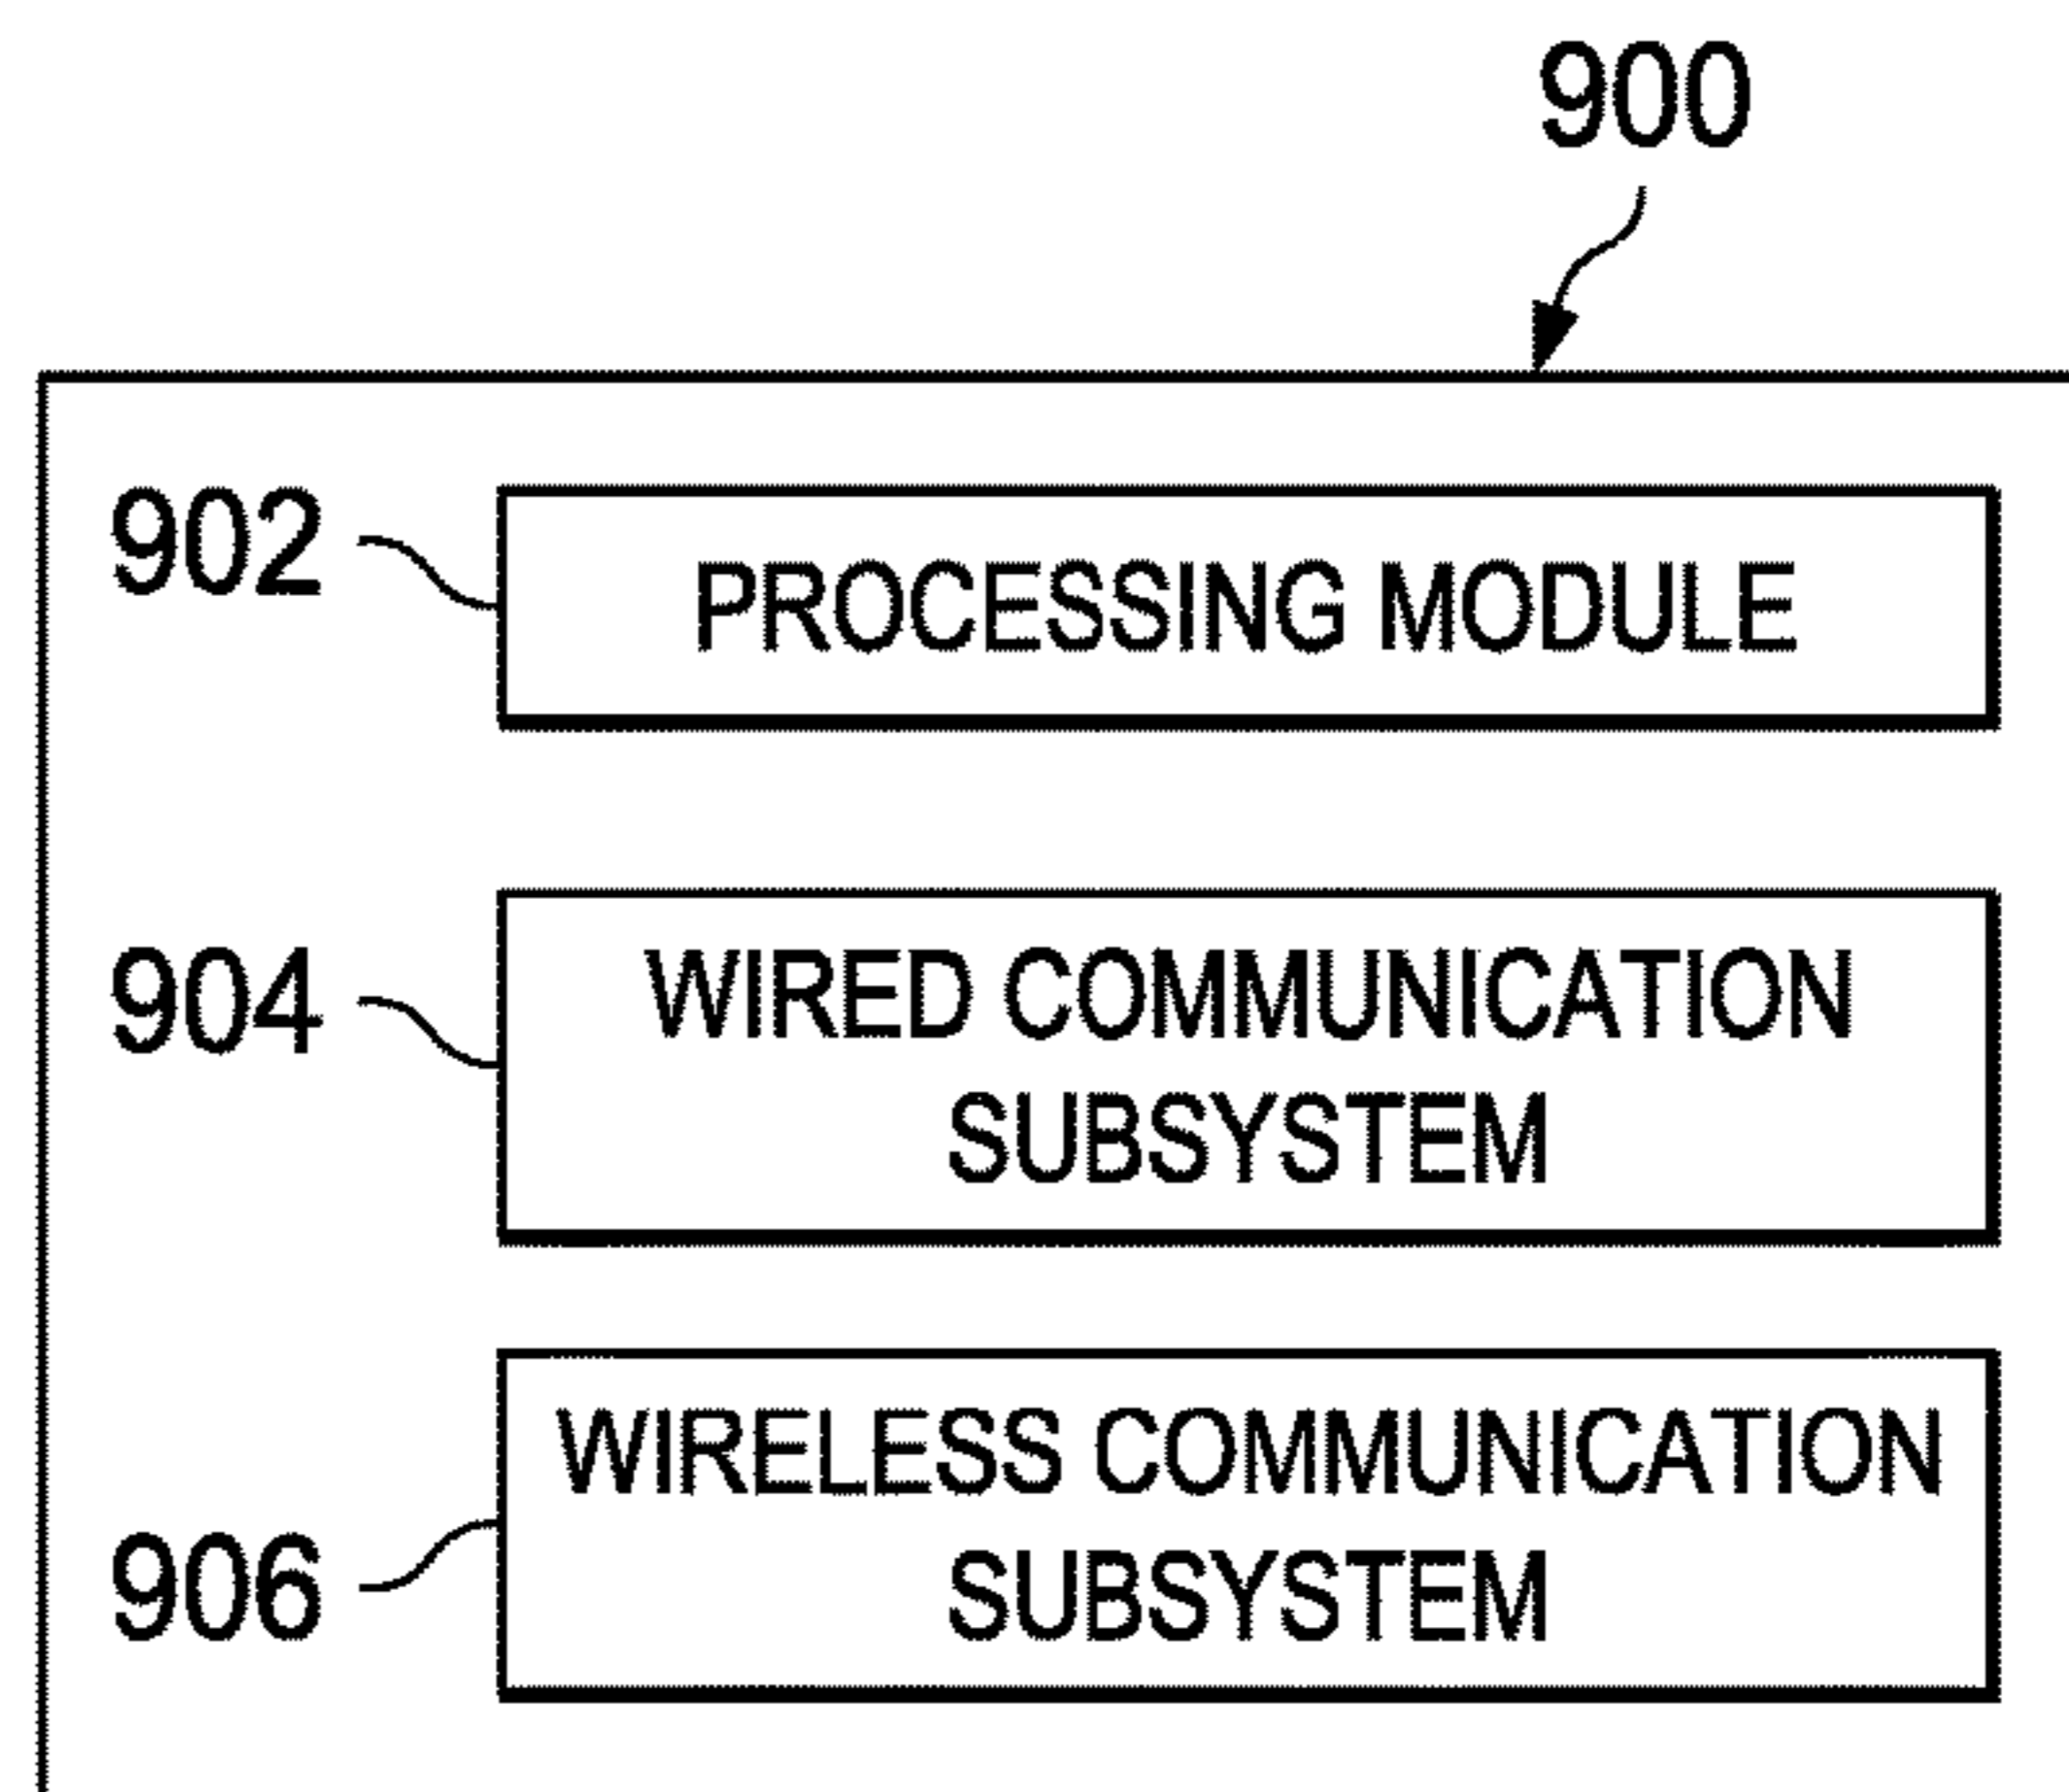 900
902
PROCESSING MODULE
904
WIRED COMMUNICATION
SUBSYSTEM
WIRELESS COMMUNICATION
906
SUBSYSTEM